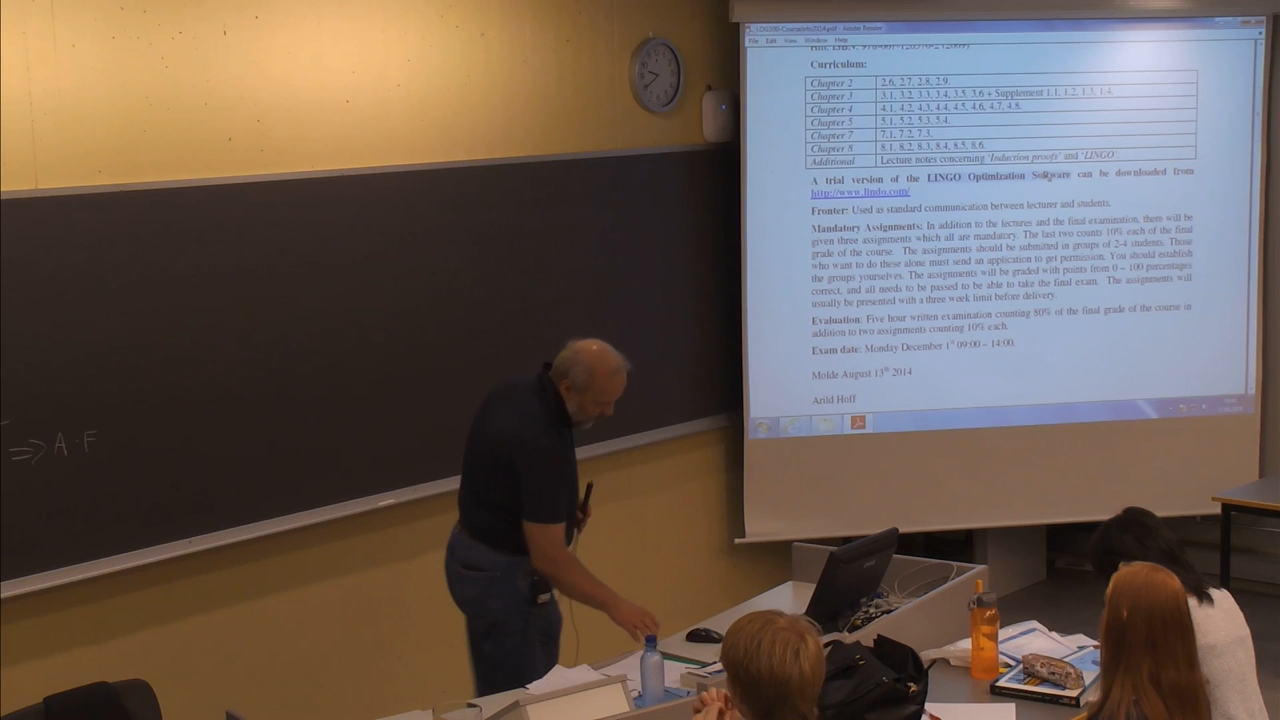 LOG300-CourseInfo2014.pdf - Adobe Reader
File Edit View Window Help
Curriculum:
Chapter 2 2.6, 2.7, 2.8, 2.9.
Chapter 3 3.1, 3.2, 3.3, 3.4, 3.5, 3.6 + Supplement 1.1, 1.2, 1.3, 1.4.
Chapter 4 4.1, 4.2, 4.3, 4.4, 4.5, 4.6, 4.7, 4.8.
Chapter 5 5.1, 5.2, 5.3, 5.4.
Chapter 7 7.1, 7.2, 7.3.
Chapter 8 8.1, 8.2, 8.3, 8.4, 8.5, 8.6.
Additional Lecture notes concerning 'Induction proofs' and 'LINGO'.
A trial version of the LINGO Optimization Software can be downloaded from
http://www.lindo.com/
Fronter: Used as standard communication between lecturer and students.
Mandatory Assignments: In addition to the lectures and the final examination, there will be
given three assignments which all are mandatory. The last two counts 10% each of the final
grade of the course. The assignments should be submitted in groups of 2-4 students. Those
who want to do these alone must send an application to get permission. You should establish
the groups yourselves. The assignments will be graded with points from 0 – 100 percentages
correct, and all needs to be passed to be able to take the final exam. The assignments will
usually be presented with a three week limit before delivery.
Evaluation: Five hour written examination counting 80% of the final grade of the course in
addition to two assignments counting 10% each.
Exam date: Monday December 1st 09:00 – 14:00.
Molde August 13th 2014
Arild Hoff
⇒ A·F